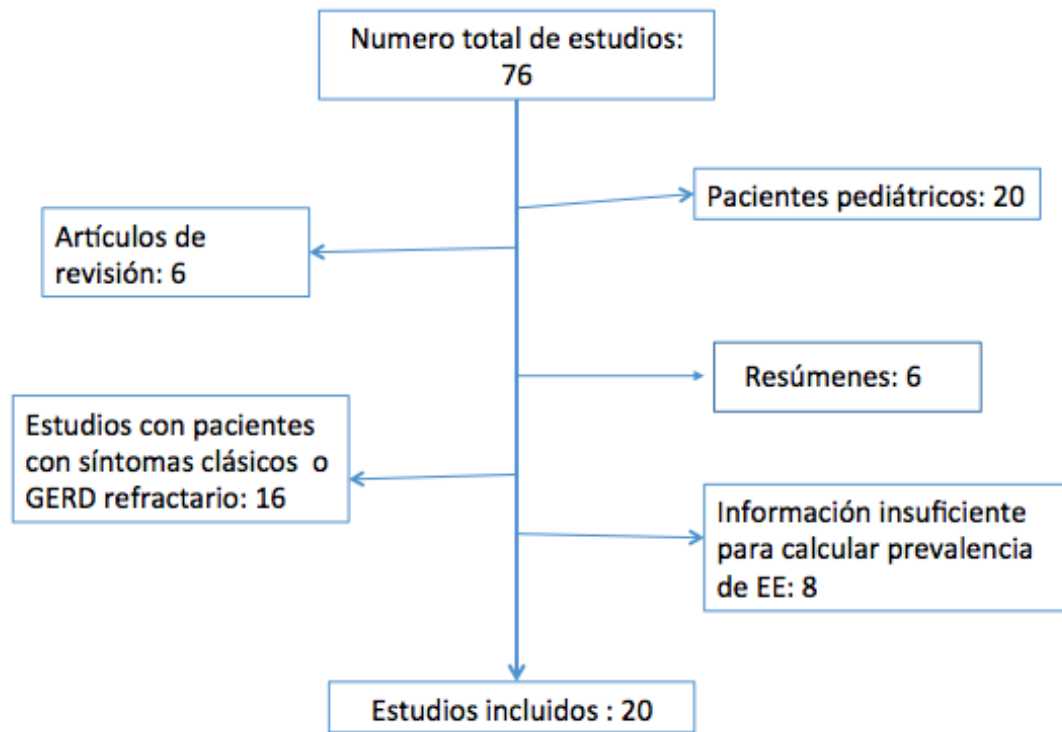 Numero total de estudios:
76
Pacientes pediátricos: 20
Artículos de
revisión: 6
Resúmenes: 6
Estudios con pacientes
con síntomas clásicos o
GERD refractario: 16
Información insuficiente
para calcular prevalencia
de EE: 8
Estudios incluidos : 20